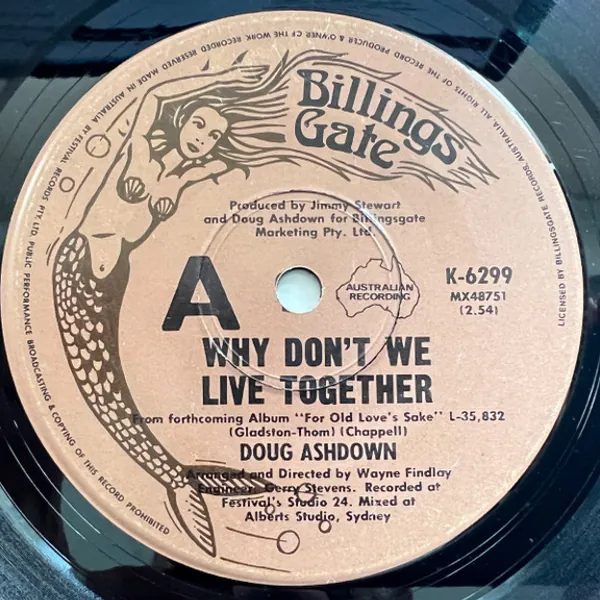 MADE IN AUSTRALIA BY FESTIVAL RECORDS PTY. LTD. PUBLIC PERFORMANCE BROADCASTING & COPYING OF THIS RECORD PROHIBITED
ALL RIGHTS OF THE RECORD PRODUCER & OWNER OF THE WORK RECORDED RESERVED
LICENSED BY BILLINGSGATE RECORDS, AUSTRALIA.
Billings
Gate
Produced by Jimmy Stewart
and Doug Ashdown for Billingsgate
Marketing Pty. Ltd.
A
AUSTRALIAN
RECORDING
K-6299
MX48751
(2.54)
WHY DON'T WE
LIVE TOGETHER
From forthcoming Album "For Old Love's Sake" L-35,832
(Gladston-Thom) (Chappell)
DOUG ASHDOWN
Arranged and Directed by Wayne Findlay
Engineer: Gerry Stevens. Recorded at
Festival's Studio 24. Mixed at
Alberts Studio, Sydney